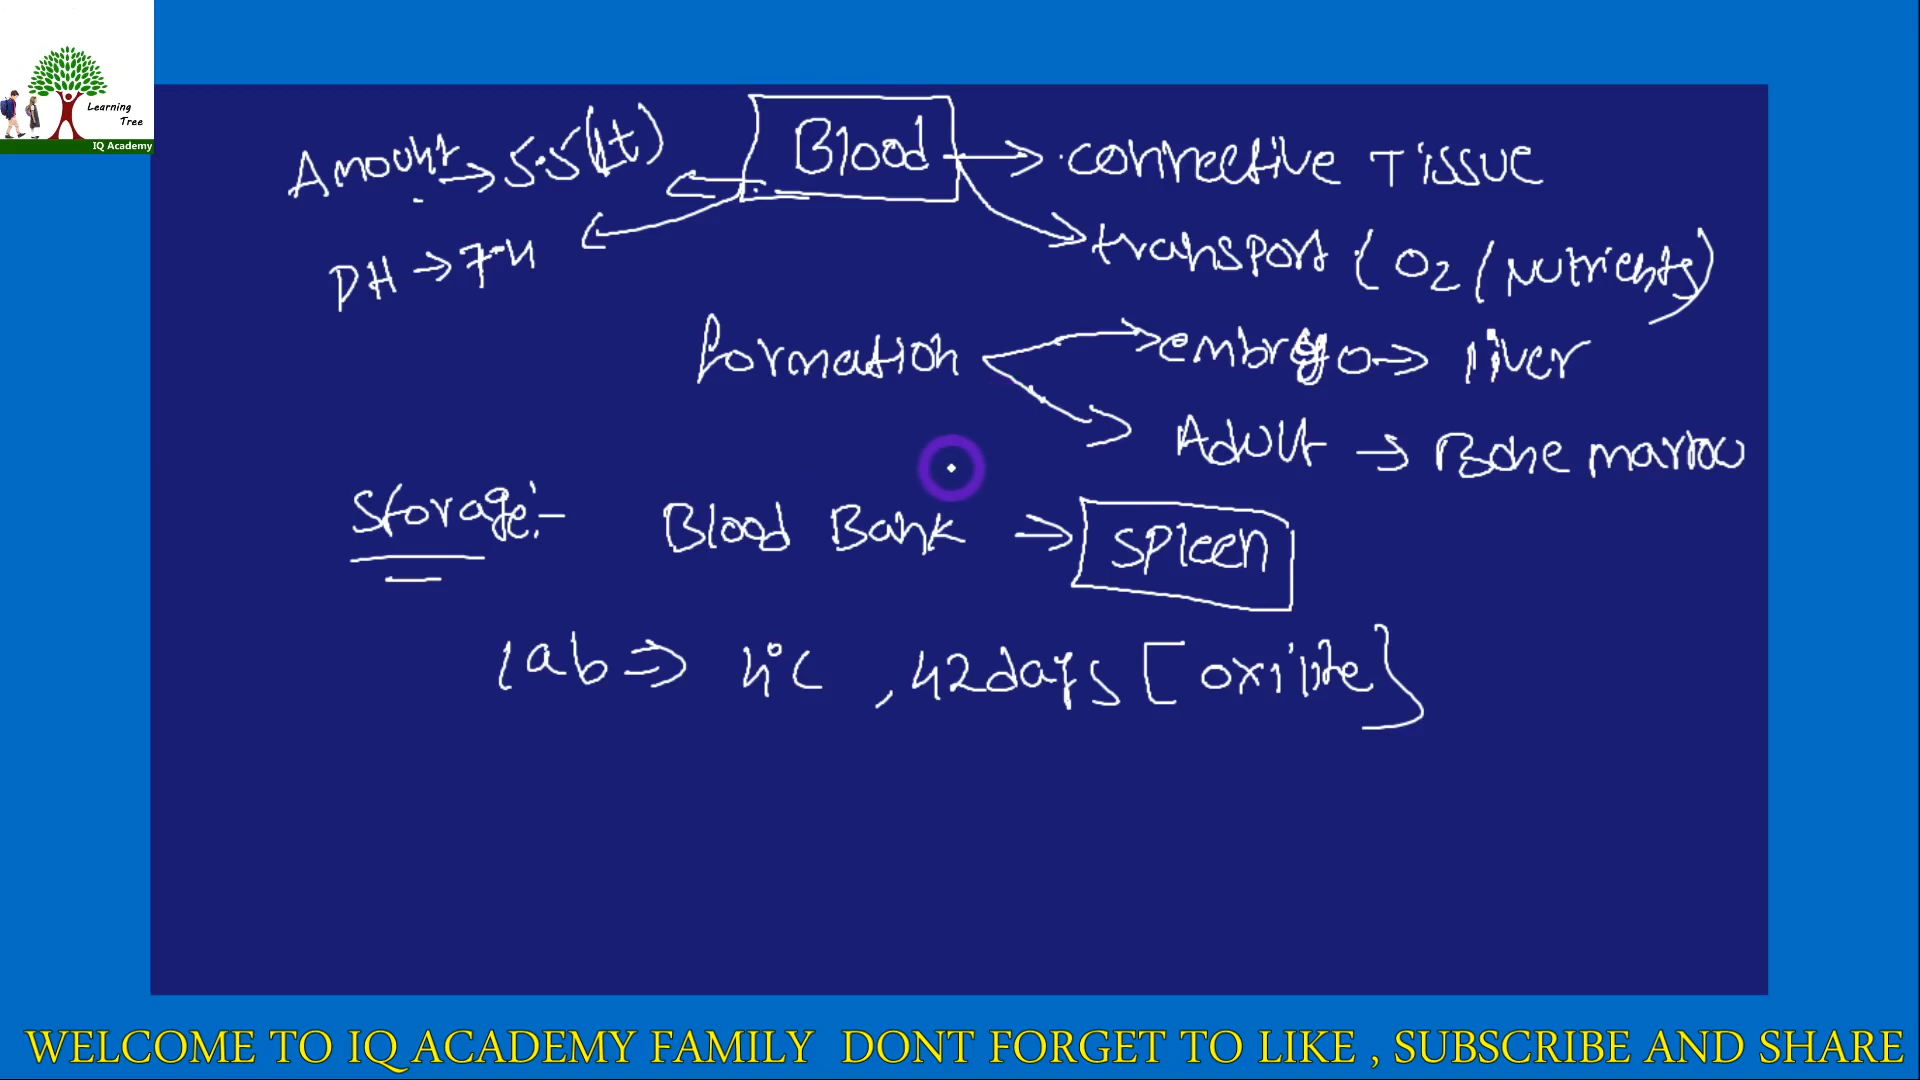 Learning
Tree
IQ Academy
Amount → 5.5 (Lt)
Blood → connective Tissue
PH → 7.4
transport ( O2 / Nutrients)
formation
embryo → liver
Adult → Bone marrow
Storage:-
Blood Bank → spleen
lab ⇒ 4°C , 42 days [oxilite}
WELCOME TO IQ ACADEMY FAMILY DONT FORGET TO LIKE , SUBSCRIBE AND SHARE